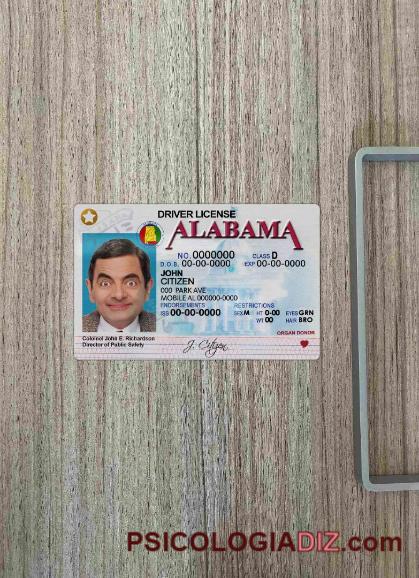 DRIVER LICENSE
ALABAMA
NO. 0000000 CLASS D
D.O.B. 00-00-0000 EXP 00-00-0000
JOHN
CITIZEN
000 PARK AVE
MOBILE AL 000000-0000
ENDORSEMENTS RESTRICTIONS
ISS 00-00-0000 SEX M HT 0-00 EYES GRN
WT 00 HAIR BRO
ORGAN DONOR
Colonel John E. Richardson
Director of Public Safety
J. Citizen
PSICOLOGIADIZ.com